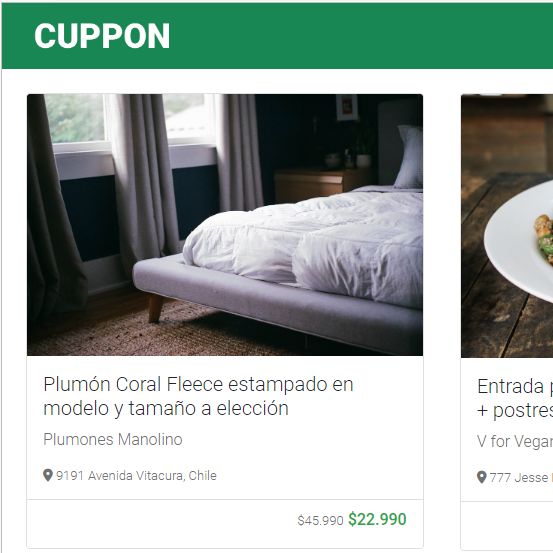 CUPPON
Plumón Coral Fleece estampado en
modelo y tamaño a elección
Plumones Manolino
9191 Avenida Vitacura, Chile
$45.990 $22.990
Entrada
+ postres
V for Vegan
777 Jesse